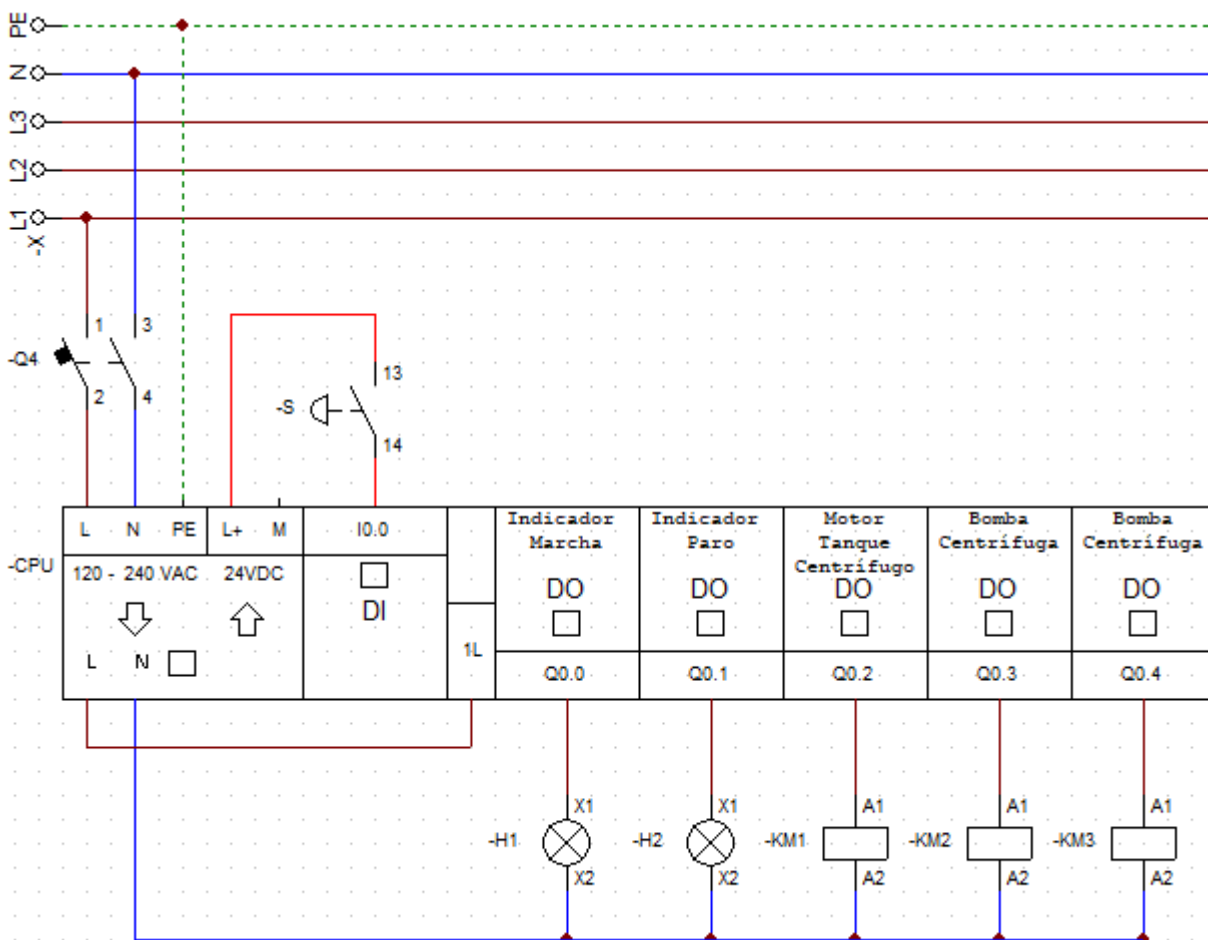 PE
N
L3
L2
L1
-X
1
3
-Q4
2
4
13
-S
14
L N PE L+ M I0.0
-CPU
120 - 240 VAC 24VDC
DI
L N
1L
Indicador
Marcha
DO
Q0.0
Indicador
Paro
DO
Q0.1
Motor
Tanque
Centrífugo
DO
Q0.2
Bomba
Centrífuga
DO
Q0.3
Bomba
Centrífuga
DO
Q0.4
X1
-H1
X2
X1
-H2
X2
A1
-KM1
A2
A1
-KM2
A2
A1
-KM3
A2